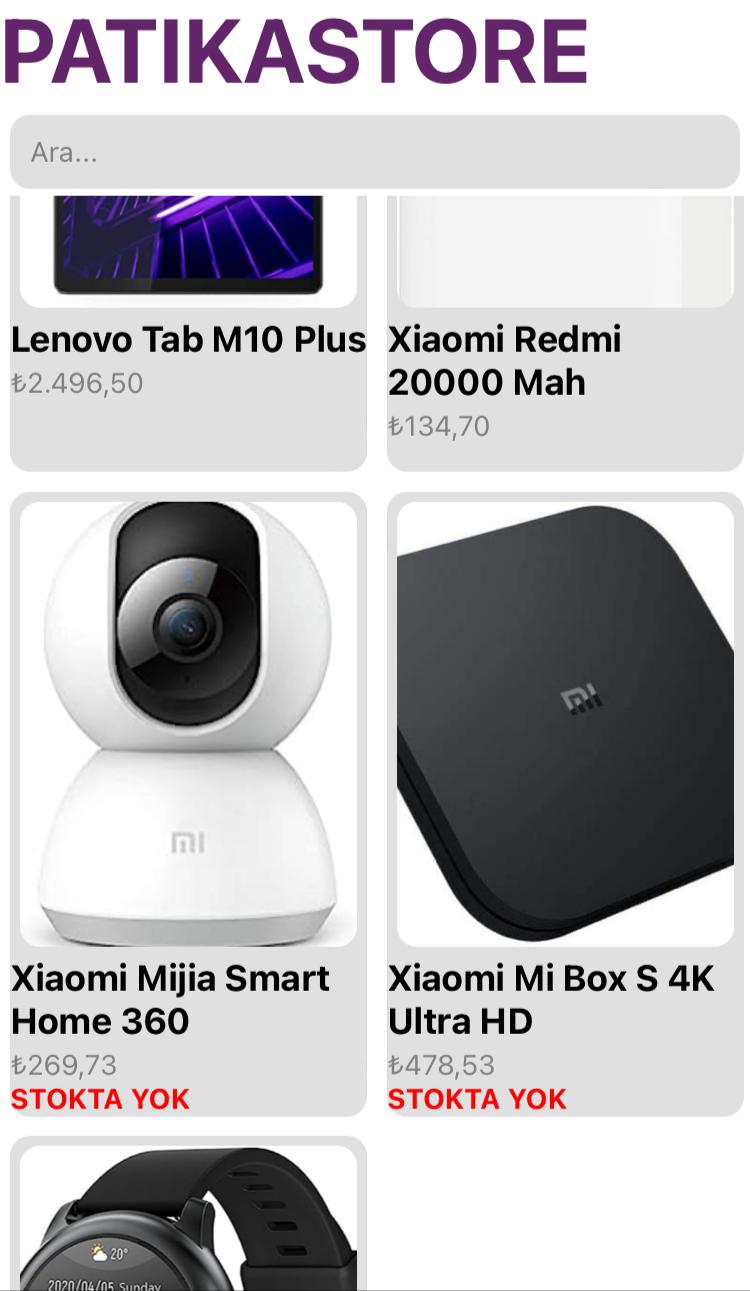 PATIKASTORE
Ara...
Lenovo Tab M10 Plus
₺2.496,50
Xiaomi Redmi
20000 Mah
₺134,70
mi
mi
Xiaomi Mijia Smart
Home 360
₺269,73
STOKTA YOK
Xiaomi Mi Box S 4K
Ultra HD
₺478,53
STOKTA YOK
20°
2020/04/05 Sunday